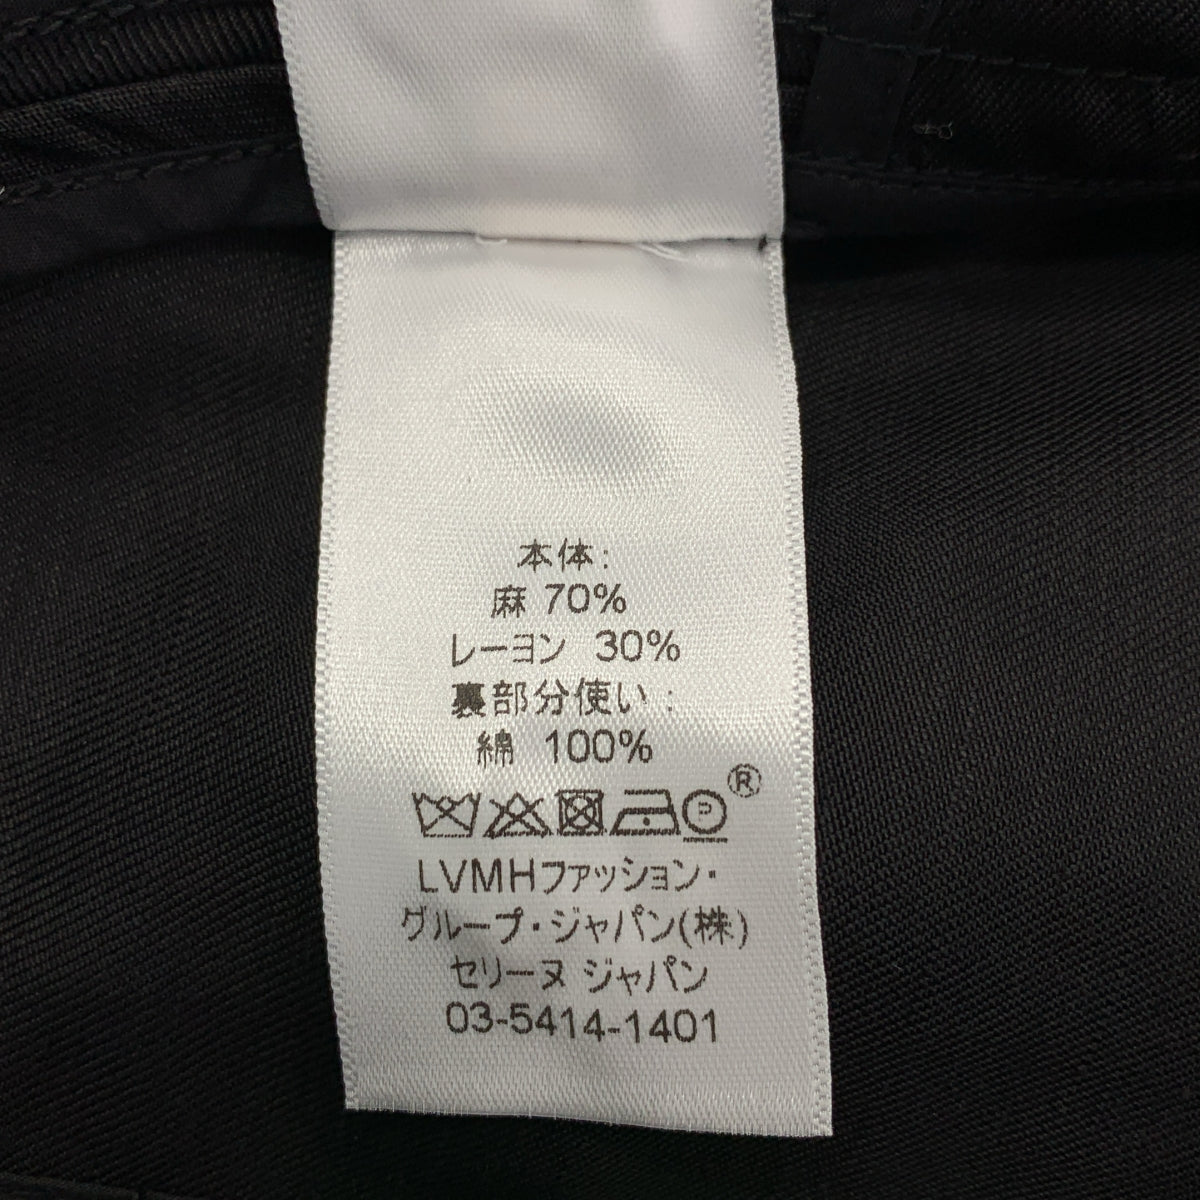 本体:
麻 70%
レーヨン 30%
裏部分使い:
綿 100%
®
LVMHファッション・
グループ・ジャパン(株)
セリーヌ ジャパン
03-5414-1401